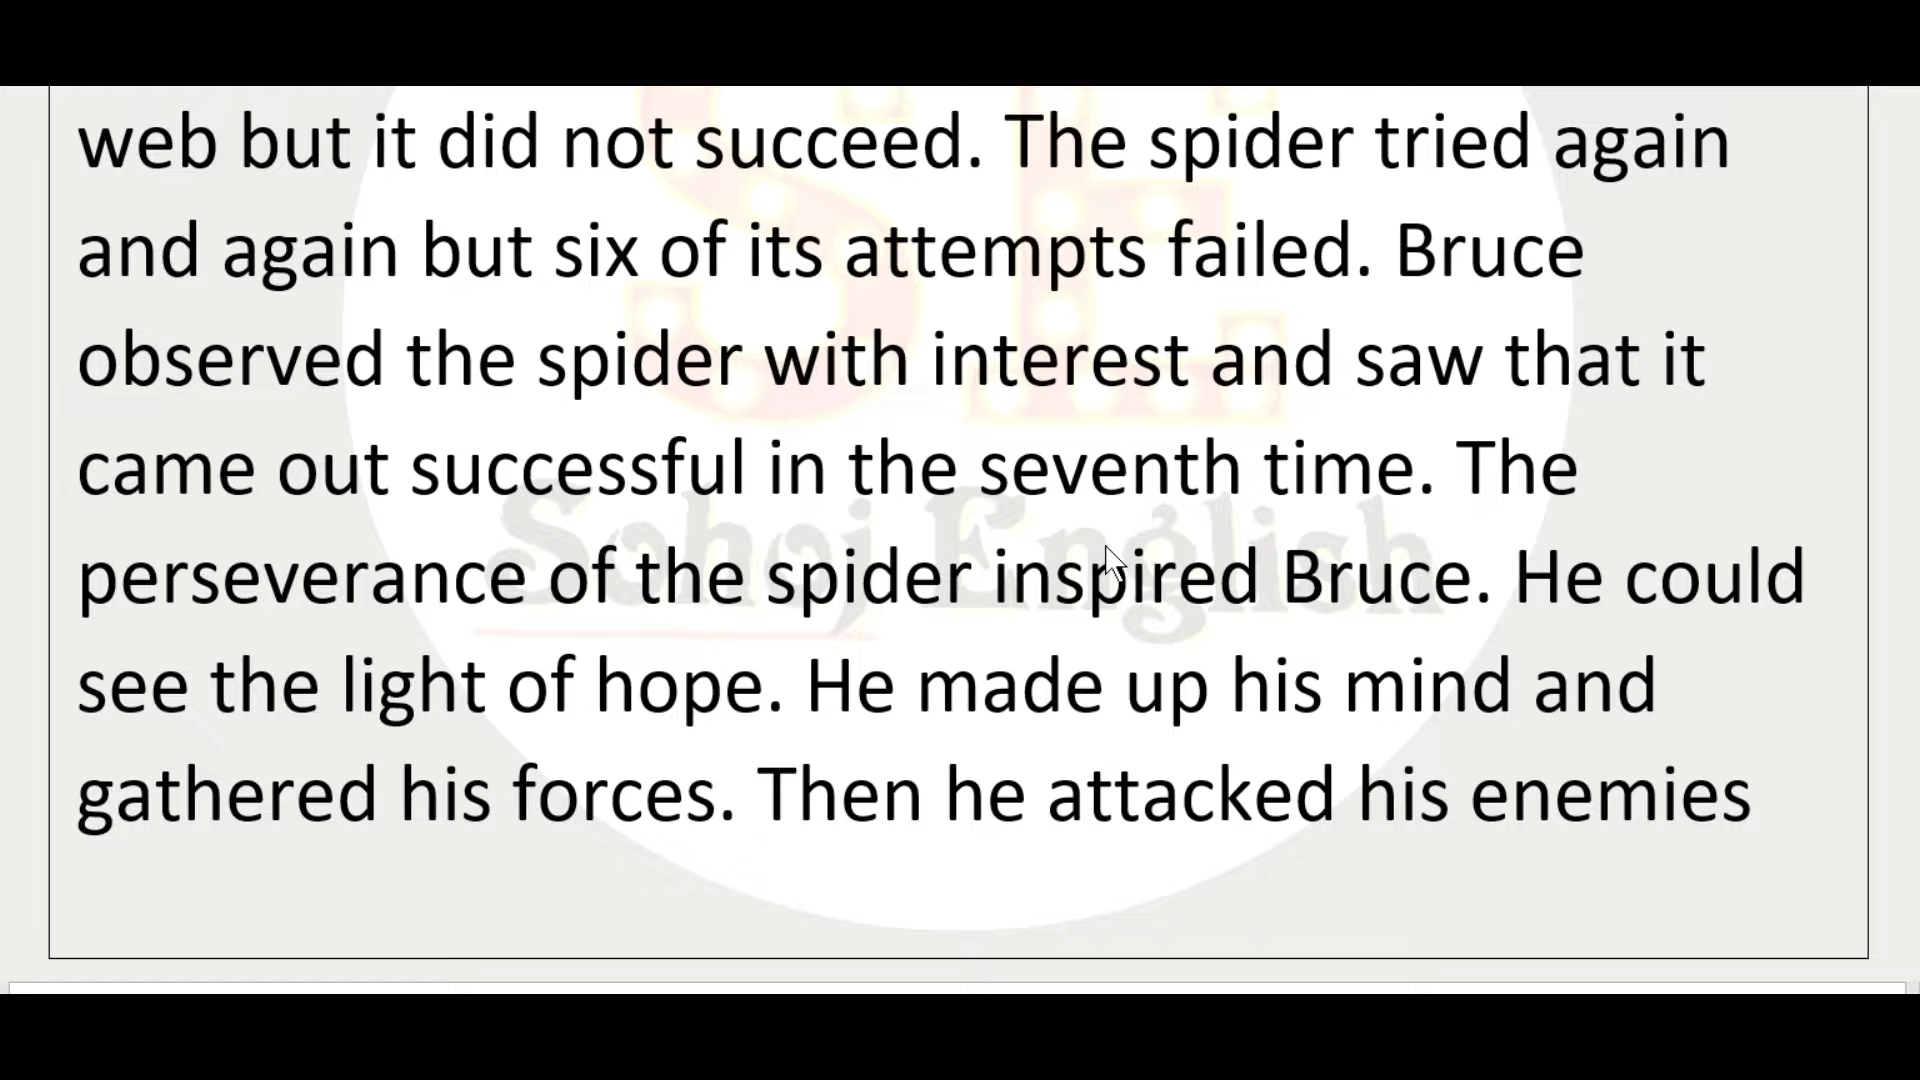 web but it did not succeed. The spider tried again
and again but six of its attempts failed. Bruce
observed the spider with interest and saw that it
came out successful in the seventh time. The
perseverance of the spider inspired Bruce. He could
see the light of hope. He made up his mind and
gathered his forces. Then he attacked his enemies
SE
Sohoj English